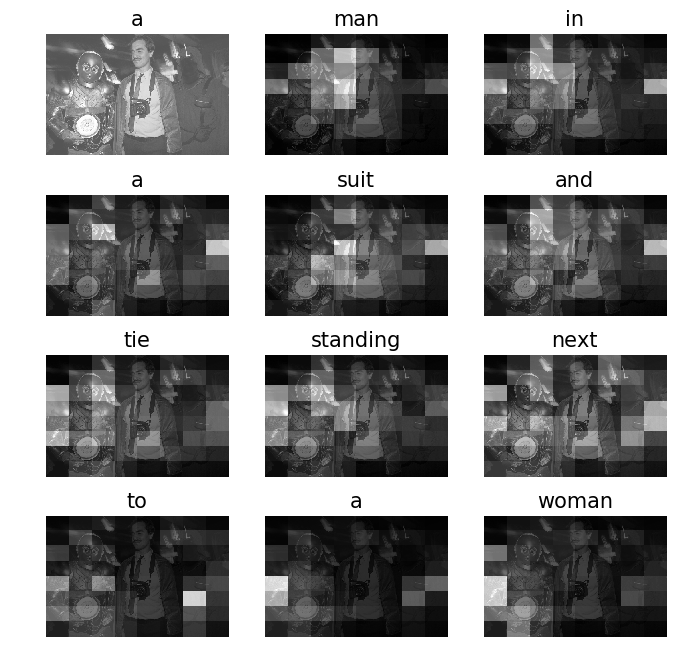 a man in
a suit and
tie standing next
to a woman